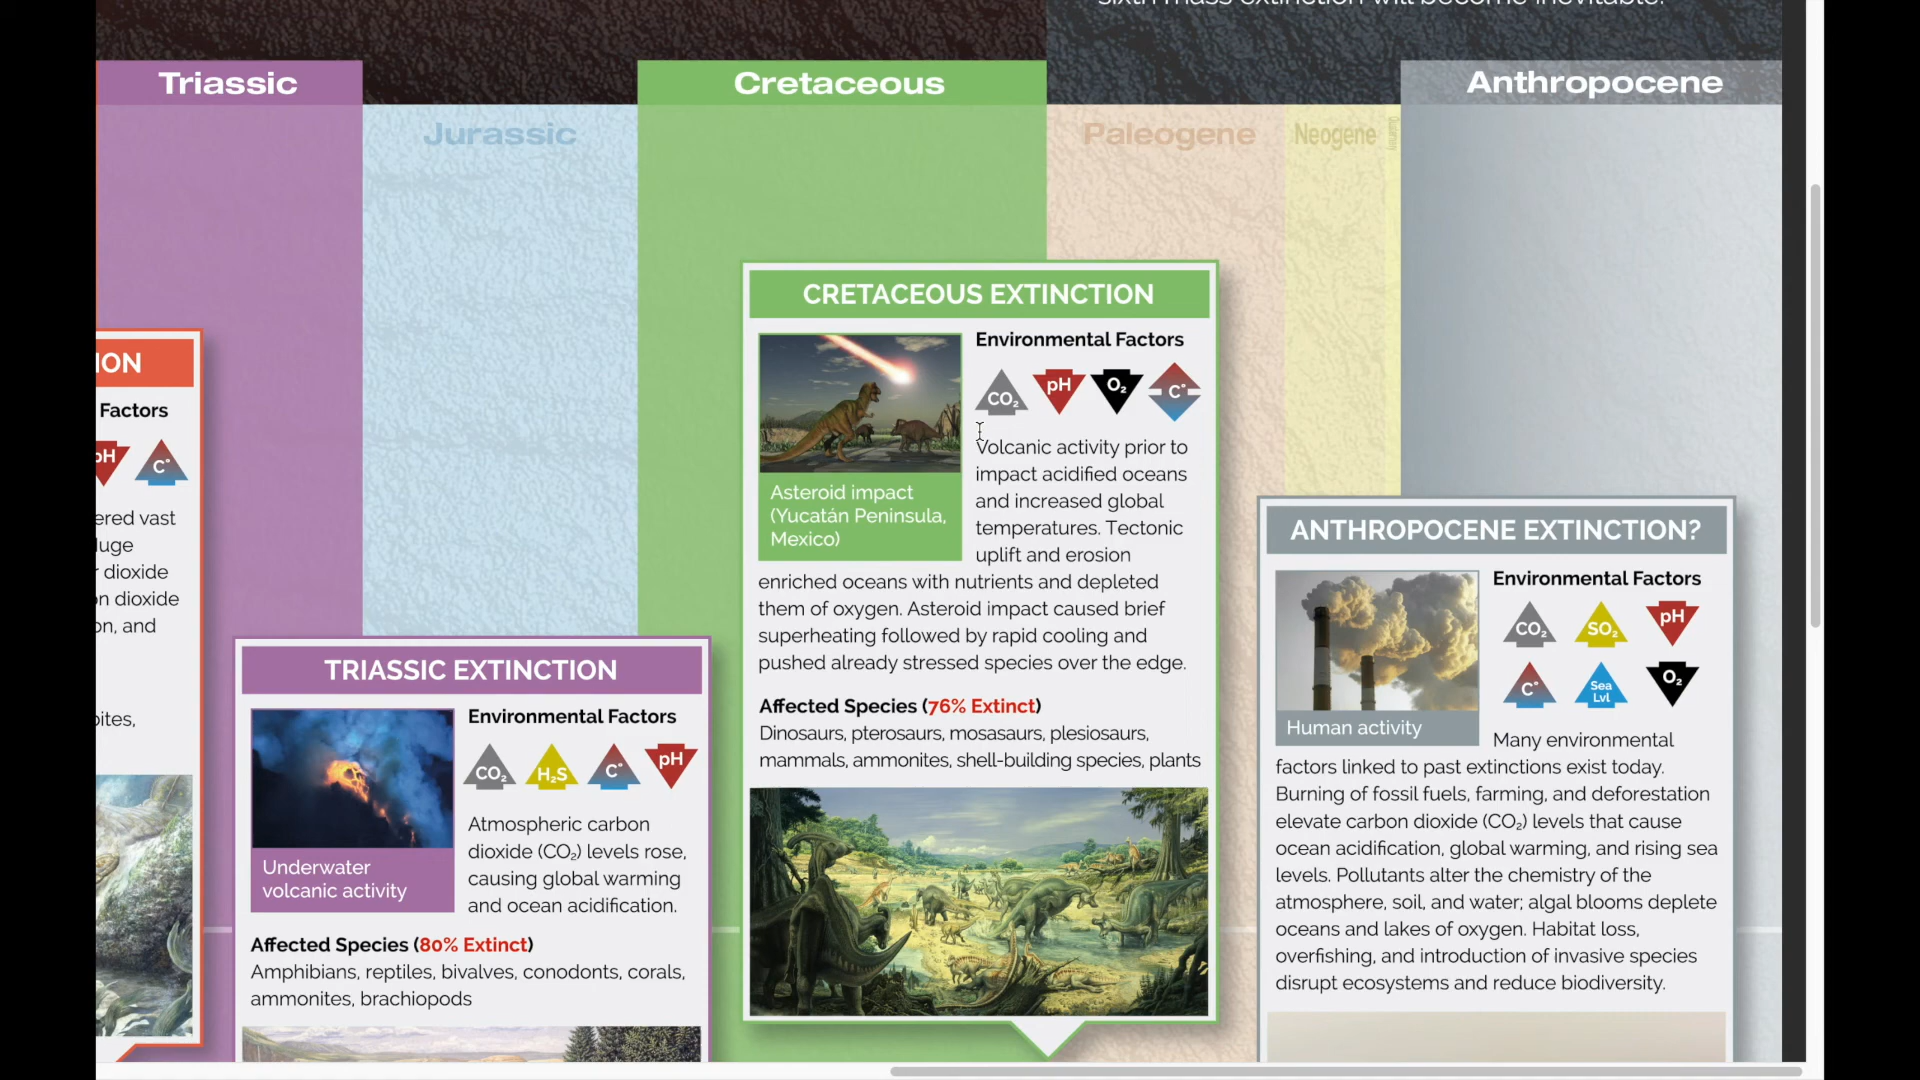 sixth mass extinction will become inevitable.
Triassic
Jurassic
Cretaceous
Paleogene
Neogene
Anthropocene
ION
Factors
pH
C°
ered vast
uge
dioxide
n dioxide
on, and
ites,
TRIASSIC EXTINCTION
Underwater
volcanic activity
Environmental Factors
CO₂ H₂S C° pH
Atmospheric carbon
dioxide (CO₂) levels rose,
causing global warming
and ocean acidification.
Affected Species (80% Extinct)
Amphibians, reptiles, bivalves, conodonts, corals,
ammonites, brachiopods
CRETACEOUS EXTINCTION
Asteroid impact
(Yucatán Peninsula,
Mexico)
Environmental Factors
CO₂ pH O₂ C°
Volcanic activity prior to
impact acidified oceans
and increased global
temperatures. Tectonic
uplift and erosion
enriched oceans with nutrients and depleted
them of oxygen. Asteroid impact caused brief
superheating followed by rapid cooling and
pushed already stressed species over the edge.
Affected Species (76% Extinct)
Dinosaurs, pterosaurs, mosasaurs, plesiosaurs,
mammals, ammonites, shell-building species, plants
ANTHROPOCENE EXTINCTION?
Human activity
Environmental Factors
CO₂ SO₂ pH
C° Sea Lvl O₂
Many environmental
factors linked to past extinctions exist today.
Burning of fossil fuels, farming, and deforestation
elevate carbon dioxide (CO₂) levels that cause
ocean acidification, global warming, and rising sea
levels. Pollutants alter the chemistry of the
atmosphere, soil, and water; algal blooms deplete
oceans and lakes of oxygen. Habitat loss,
overfishing, and introduction of invasive species
disrupt ecosystems and reduce biodiversity.